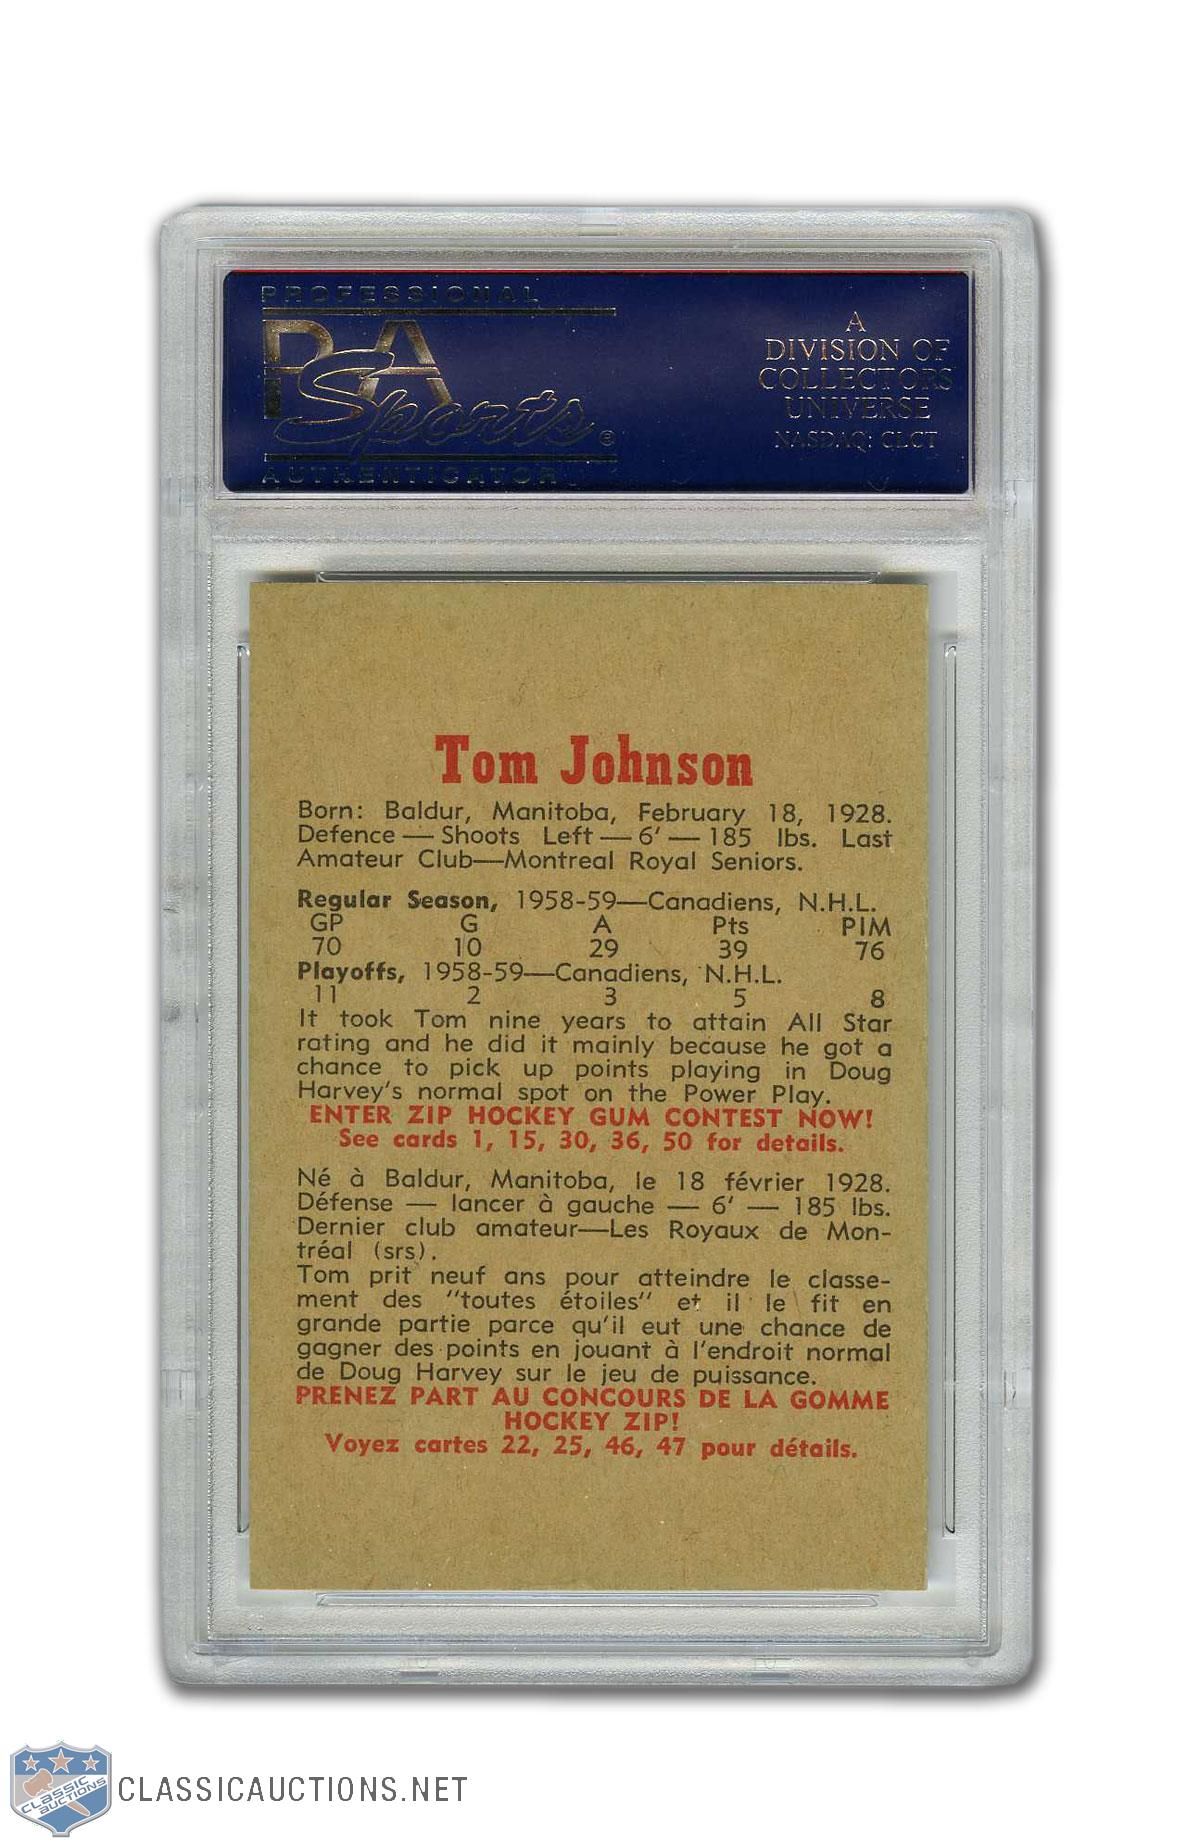 PROFESSIONAL
PSA
Sports®
AUTHENTICATOR
A
DIVISION OF
COLLECTORS
UNIVERSE
NASDAQ: CLCT
Tom Johnson
Born: Baldur, Manitoba, February 18, 1928.
Defence — Shoots Left — 6' — 185 lbs. Last
Amateur Club—Montreal Royal Seniors.
Regular Season, 1958-59—Canadiens, N.H.L.
GP G A Pts PIM
70 10 29 39 76
Playoffs, 1958-59—Canadiens, N.H.L.
11 2 3 5 8
It took Tom nine years to attain All Star
rating and he did it mainly because he got a
chance to pick up points playing in Doug
Harvey's normal spot on the Power Play.
ENTER ZIP HOCKEY GUM CONTEST NOW!
See cards 1, 15, 30, 36, 50 for details.
Né à Baldur, Manitoba, le 18 février 1928.
Défense — lancer à gauche — 6' — 185 lbs.
Dernier club amateur—Les Royaux de Mon-
tréal (srs).
Tom prit neuf ans pour atteindre le classe-
ment des "toutes étoiles" et il le fit en
grande partie parce qu'il eut une chance de
gagner des points en jouant à l'endroit normal
de Doug Harvey sur le jeu de puissance.
PRENEZ PART AU CONCOURS DE LA GOMME
HOCKEY ZIP!
Voyez cartes 22, 25, 46, 47 pour détails.
CLASSIC
AUCTIONS
CLASSICAUCTIONS.NET